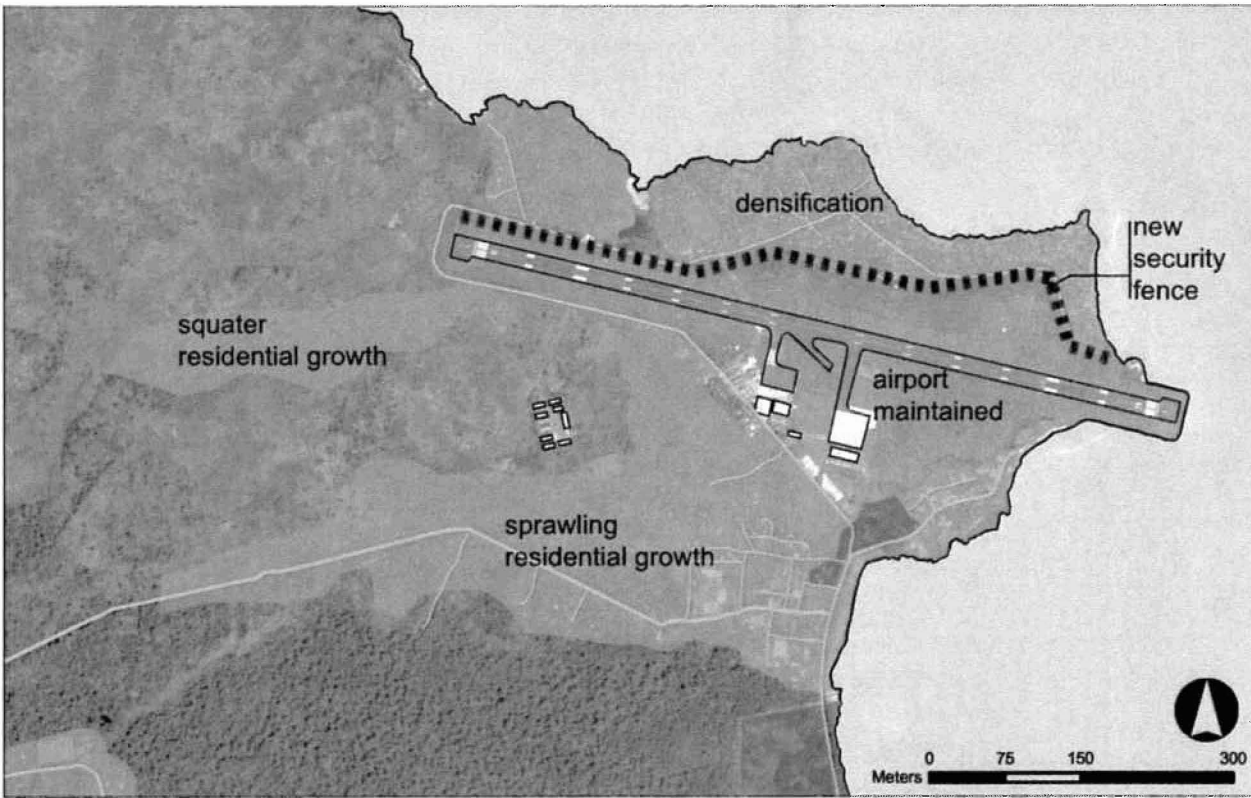 densification
new
security
fence
squater
residential growth
airport
maintained
sprawling
residential growth
0 75 150 300
Meters